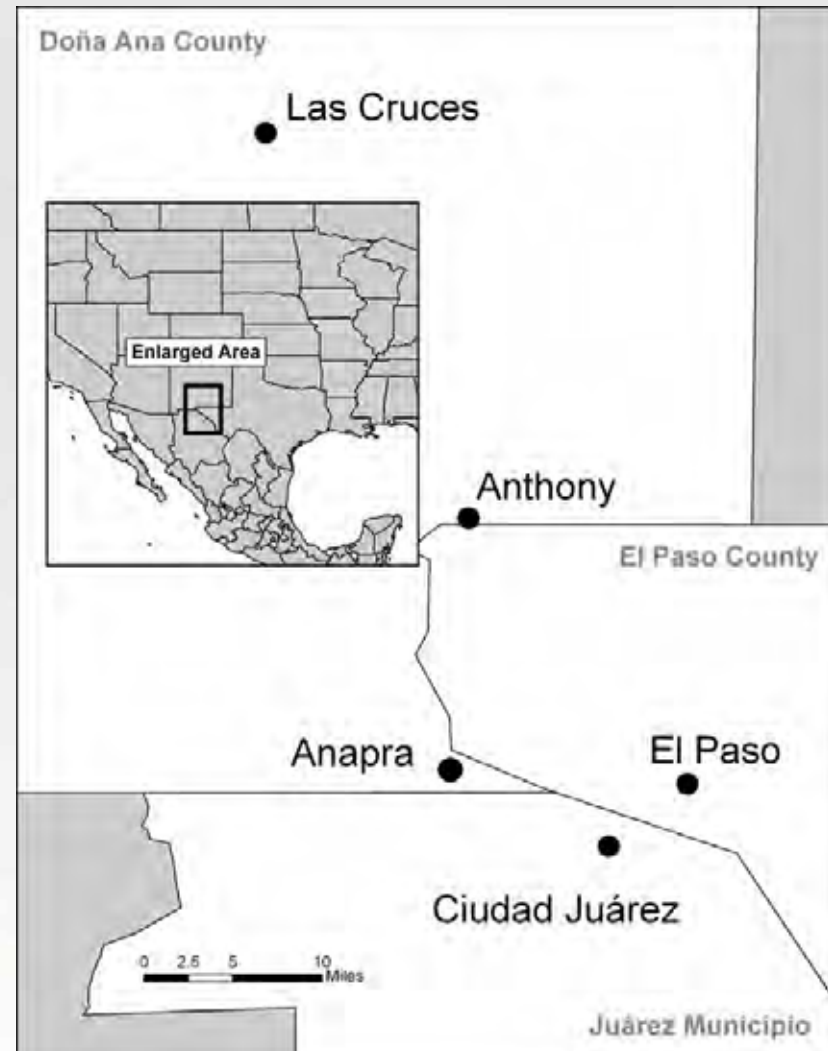 Doña Ana County
Las Cruces
Enlarged Area
Anthony
El Paso County
Anapra
El Paso
Ciudad Juárez
0 2.5 5 10
Miles
Juárez Municipio